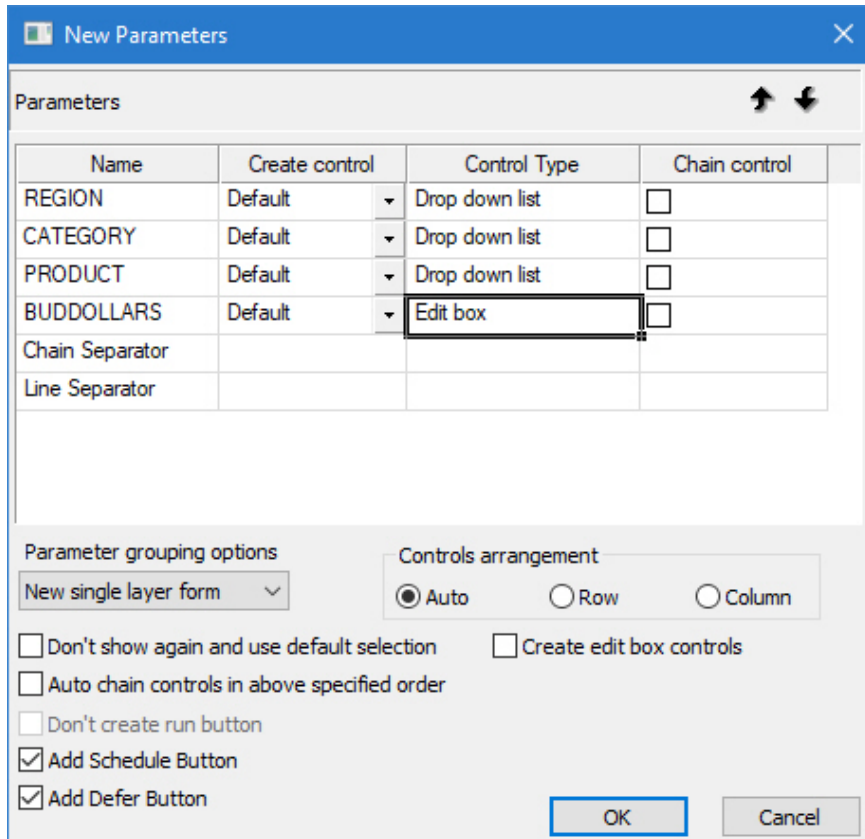 New Parameters
Parameters
Name Create control Control Type Chain control
REGION Default Drop down list
CATEGORY Default Drop down list
PRODUCT Default Drop down list
BUDDOLLARS Default Edit box
Chain Separator
Line Separator
Parameter grouping options
Controls arrangement
New single layer form
Auto Row Column
Don't show again and use default selection Create edit box controls
Auto chain controls in above specified order
Don't create run button
Add Schedule Button
Add Defer Button
OK Cancel